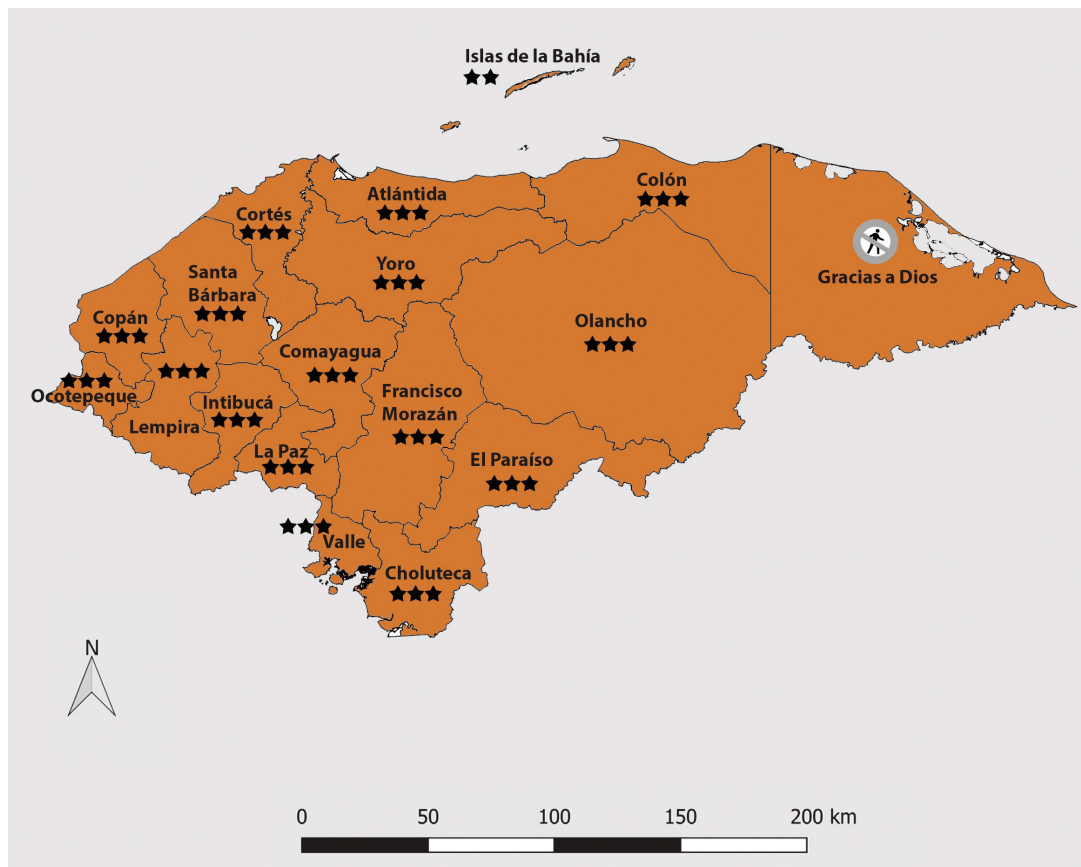 Islas de la Bahía
Atlántida
Colón
Cortés
Yoro
Santa
Bárbara
Gracias a Dios
Copán
Olancho
Comayagua
Ocotepeque
Francisco
Morazán
Intibucá
Lempira
La Paz
El Paraíso
Valle
Choluteca
N
0 50 100 150 200 km